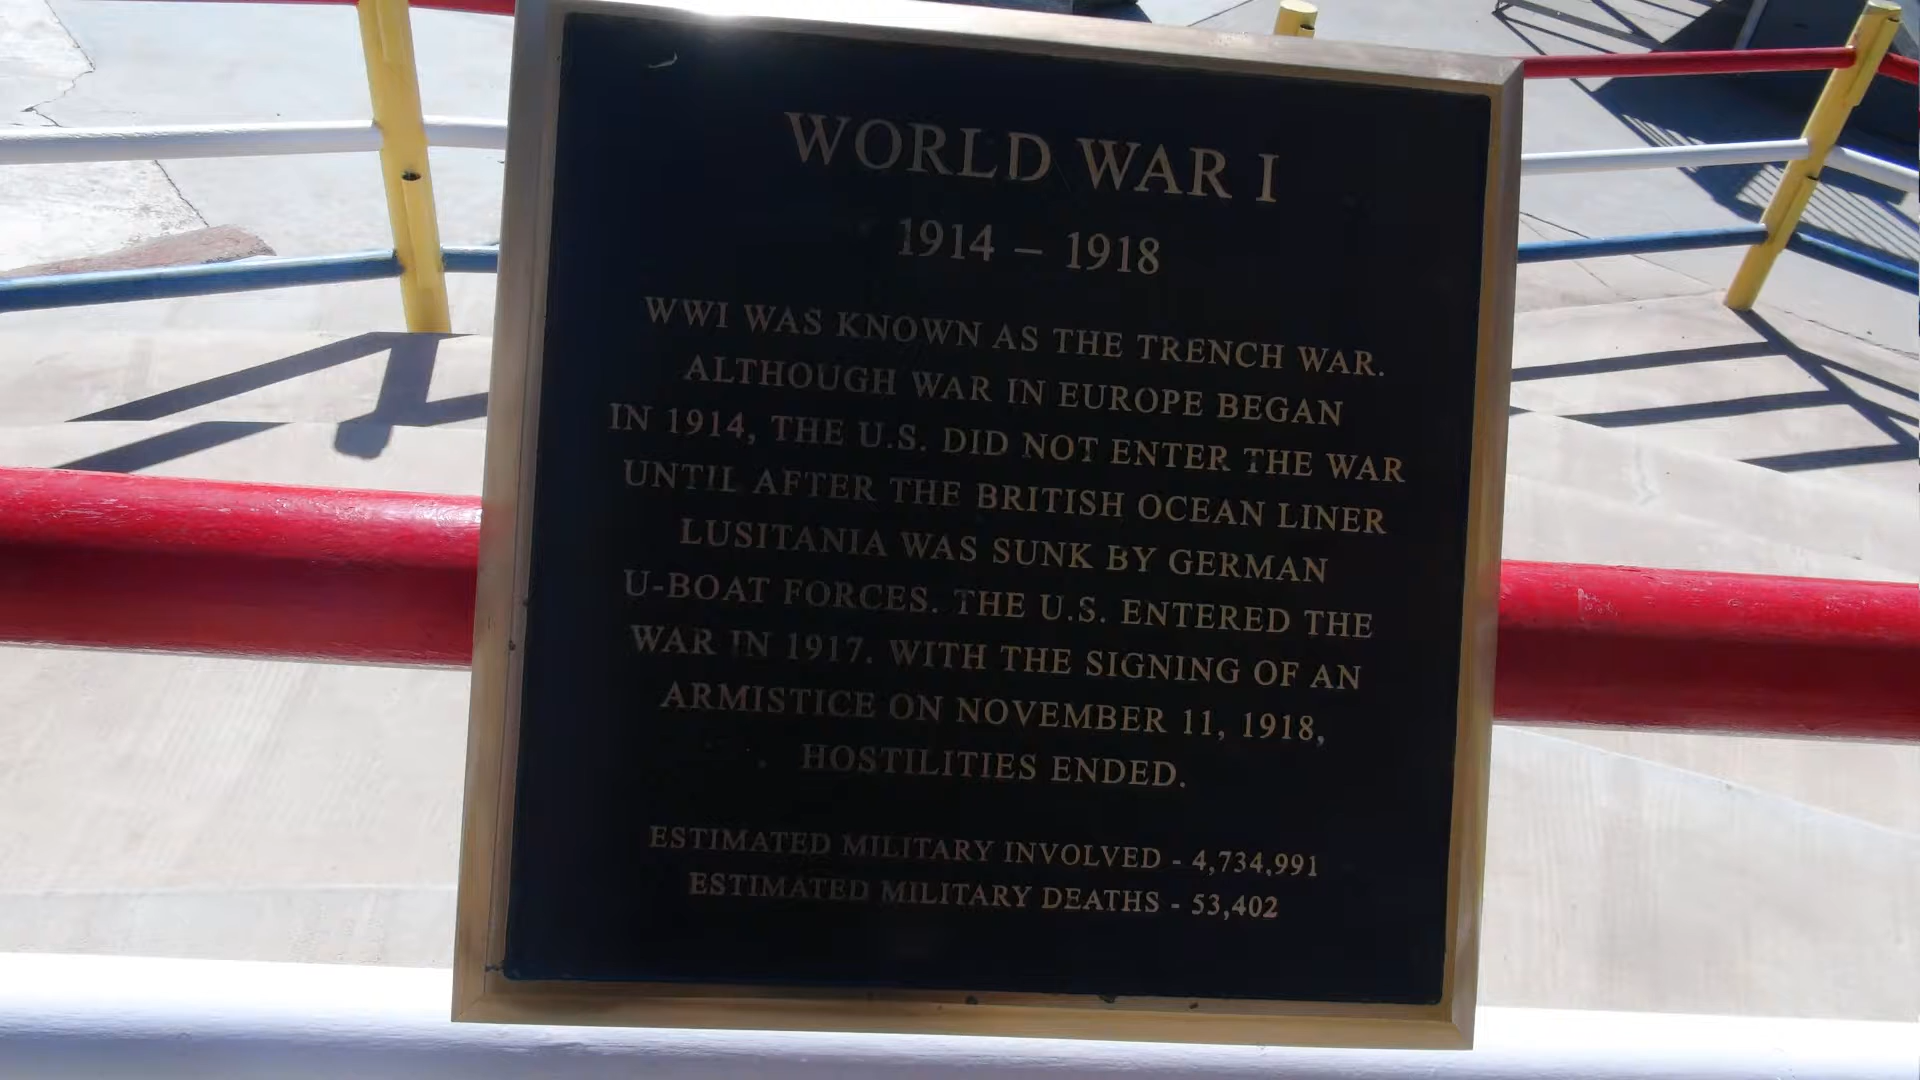 WORLD WAR I
1914 – 1918
WWI WAS KNOWN AS THE TRENCH WAR.
ALTHOUGH WAR IN EUROPE BEGAN
IN 1914, THE U.S. DID NOT ENTER THE WAR
UNTIL AFTER THE BRITISH OCEAN LINER
LUSITANIA WAS SUNK BY GERMAN
U-BOAT FORCES. THE U.S. ENTERED THE
WAR IN 1917. WITH THE SIGNING OF AN
ARMISTICE ON NOVEMBER 11, 1918,
HOSTILITIES ENDED.
ESTIMATED MILITARY INVOLVED - 4,734,991
ESTIMATED MILITARY DEATHS - 53,402